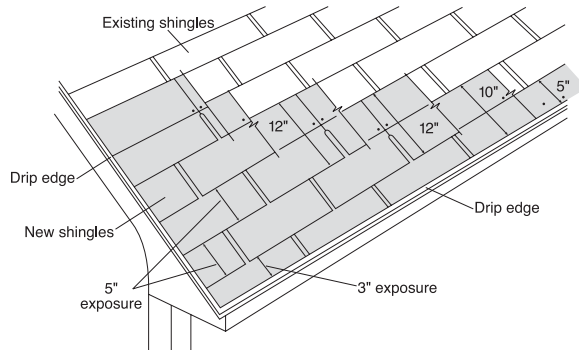 Existing shingles
5"
10"
12"
12"
Drip edge
Drip edge
New shingles
5"
exposure
3" exposure